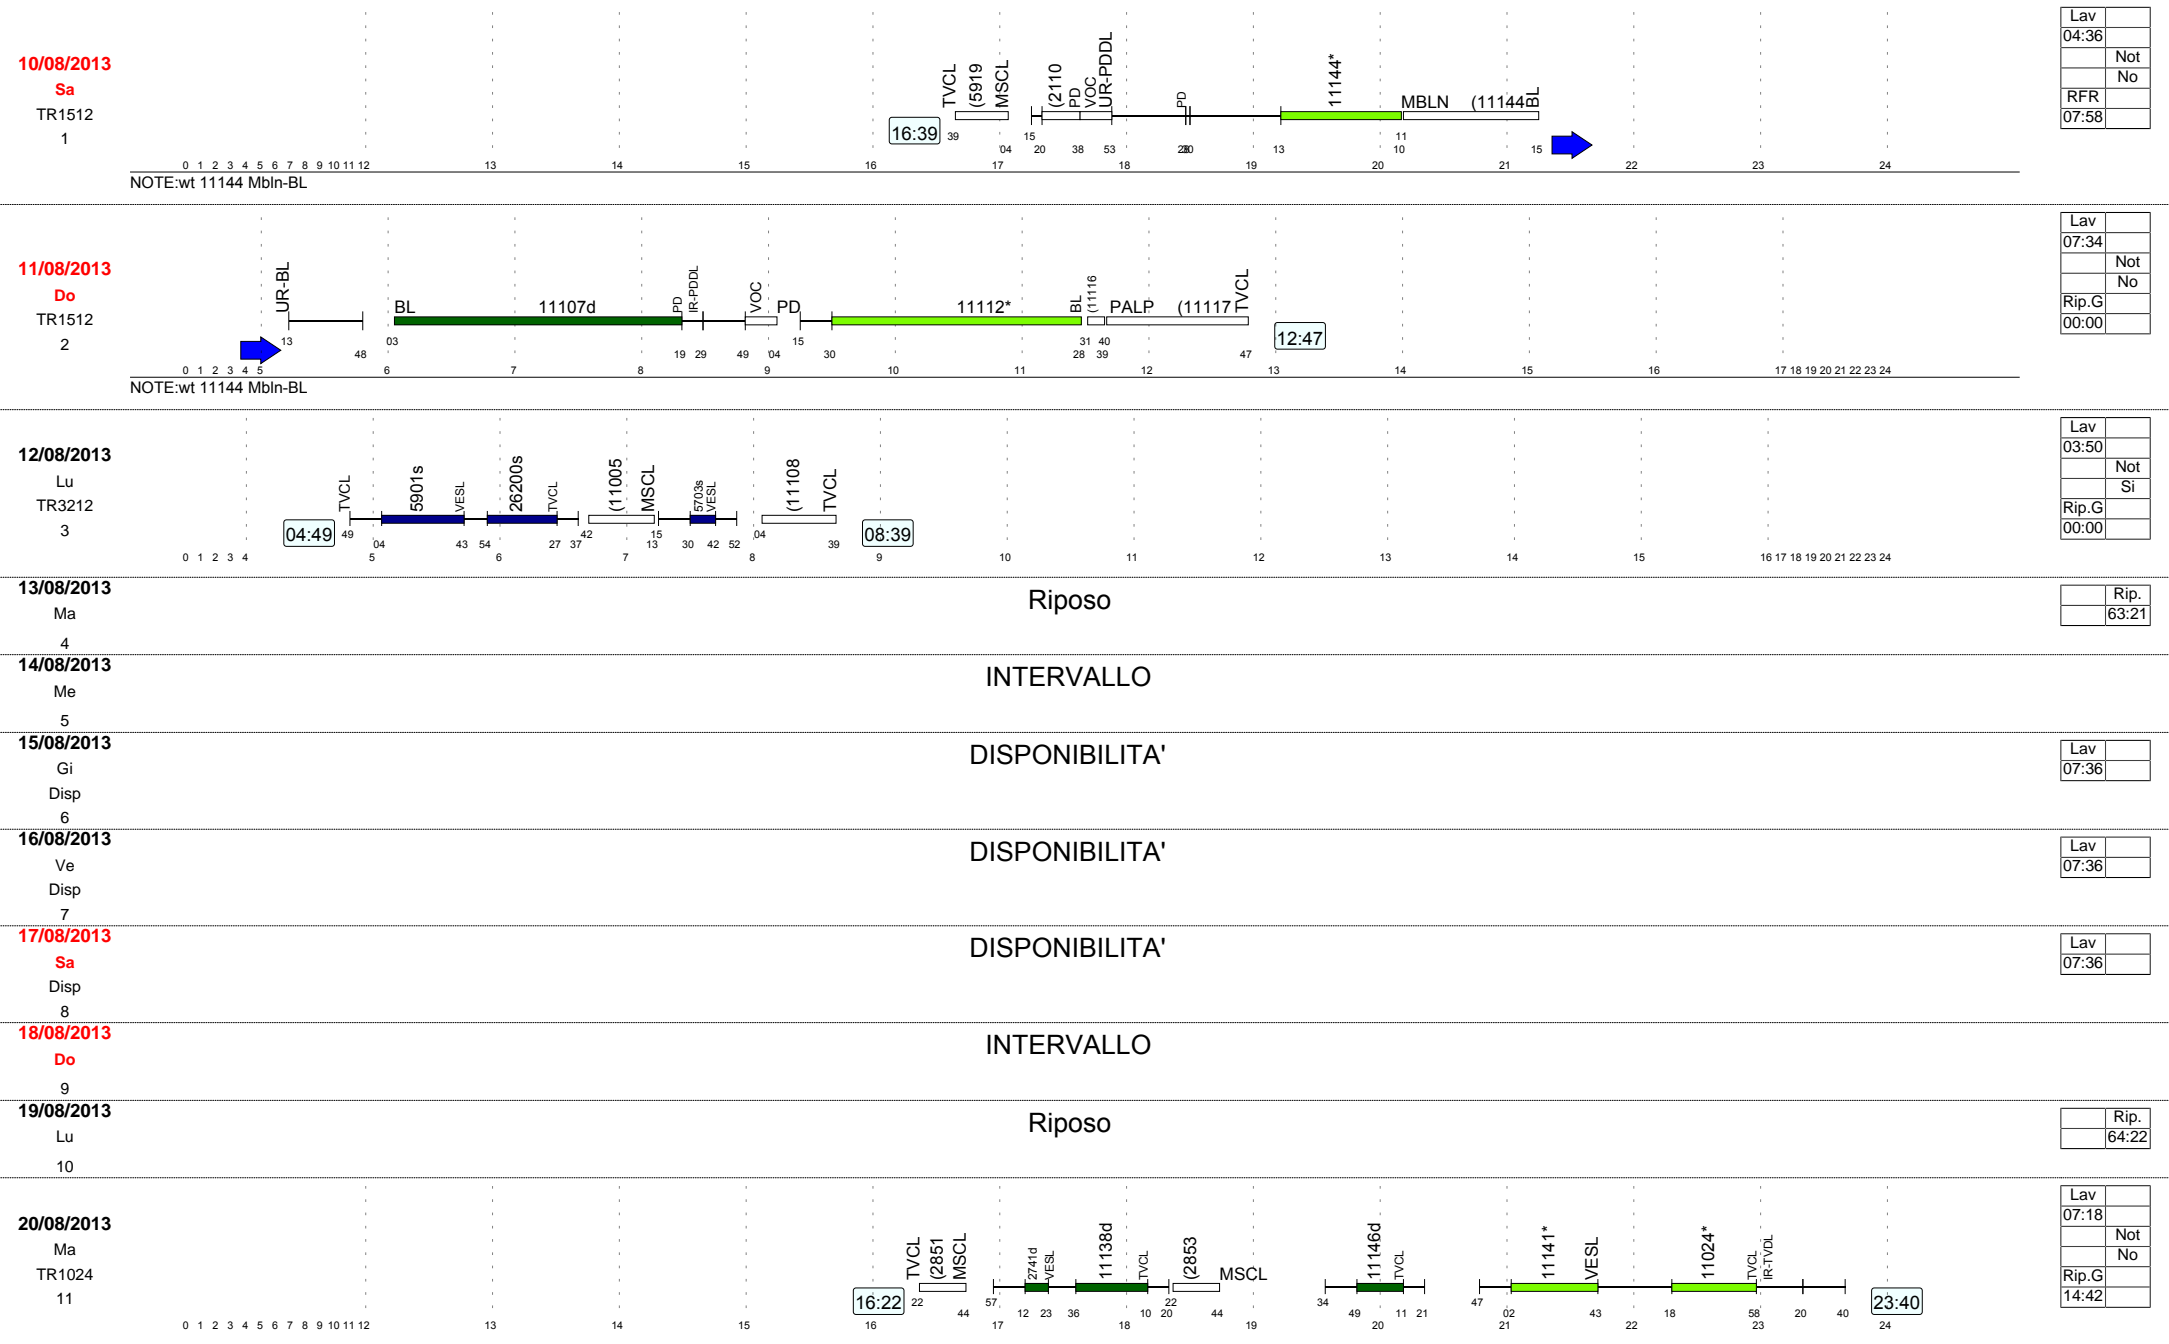 10/08/2013
Sa
TR1512
1
16:39
TVCL
(5919
MSCL
(2110
PD
VOC
UR-PDDL
PD
11144*
MBLN
(11144
BL
39 04 15 20 38 53 28 30 13 11 10 15
0 1 2 3 4 5 6 7 8 9 10 11 12 13 14 15 16 17 18 19 20 21 22 23 24
NOTE:wt 11144 Mbln-BL
Lav
04:36
Not
No
RFR
07:58
11/08/2013
Do
TR1512
2
UR-BL
BL
11107d
PD
IR-PDDL
VOC
PD
11112*
BL
(11116
PALP
(11117
TVCL
12:47
13 48 03 19 29 49 04 15 30 28 31 39 40 47
0 1 2 3 4 5 6 7 8 9 10 11 12 13 14 15 16 17 18 19 20 21 22 23 24
NOTE:wt 11144 Mbln-BL
Lav
07:34
Not
No
Rip.G
00:00
12/08/2013
Lu
TR3212
3
04:49
TVCL
5901s
VESL
26200s
TVCL
(11005
MSCL
5703s
VESL
(11108
TVCL
08:39
49 04 43 54 27 37 42 13 15 30 42 52 04 39
0 1 2 3 4 5 6 7 8 9 10 11 12 13 14 15 16 17 18 19 20 21 22 23 24
Lav
03:50
Not
Si
Rip.G
00:00
13/08/2013
Ma
4
Riposo
Rip.
63:21
14/08/2013
Me
5
INTERVALLO
15/08/2013
Gi
Disp
6
DISPONIBILITA'
Lav
07:36
16/08/2013
Ve
Disp
7
DISPONIBILITA'
Lav
07:36
17/08/2013
Sa
Disp
8
DISPONIBILITA'
Lav
07:36
18/08/2013
Do
9
INTERVALLO
19/08/2013
Lu
10
Riposo
Rip.
64:22
20/08/2013
Ma
TR1024
11
16:22
TVCL
(2851
MSCL
2741d
VESL
11138d
TVCL
(2853
MSCL
11146d
TVCL
11141*
VESL
11024*
TVCL
IR-TVDL
23:40
22 44 57 12 23 36 10 20 22 44 34 49 11 21 47 02 43 18 58 20 40
0 1 2 3 4 5 6 7 8 9 10 11 12 13 14 15 16 17 18 19 20 21 22 23 24
Lav
07:18
Not
No
Rip.G
14:42